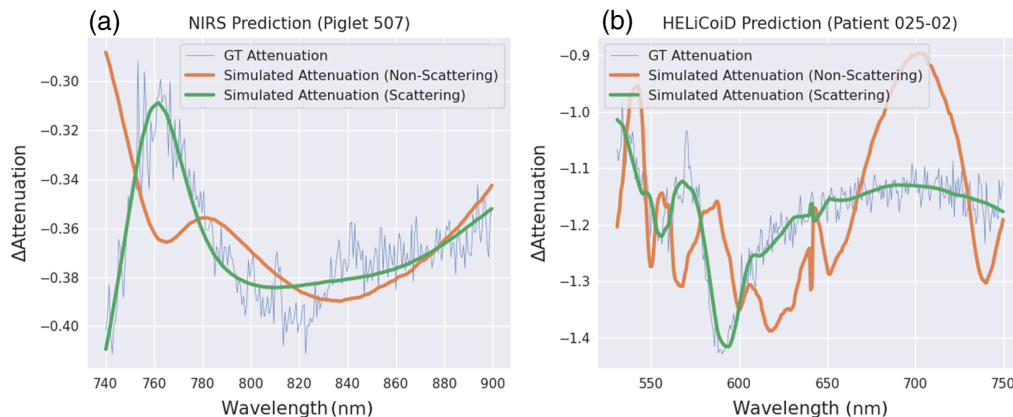 (a)
NIRS Prediction (Piglet 507)
GT Attenuation
Simulated Attenuation (Non-Scattering)
Simulated Attenuation (Scattering)
ΔAttenuation
−0.30
−0.32
−0.34
−0.36
−0.38
−0.40
740 760 780 800 820 840 860 880 900
Wavelength (nm)
(b)
HELiCoiD Prediction (Patient 025-02)
GT Attenuation
Simulated Attenuation (Non-Scattering)
Simulated Attenuation (Scattering)
ΔAttenuation
−0.9
−1.0
−1.1
−1.2
−1.3
−1.4
550 600 650 700 750
Wavelength (nm)